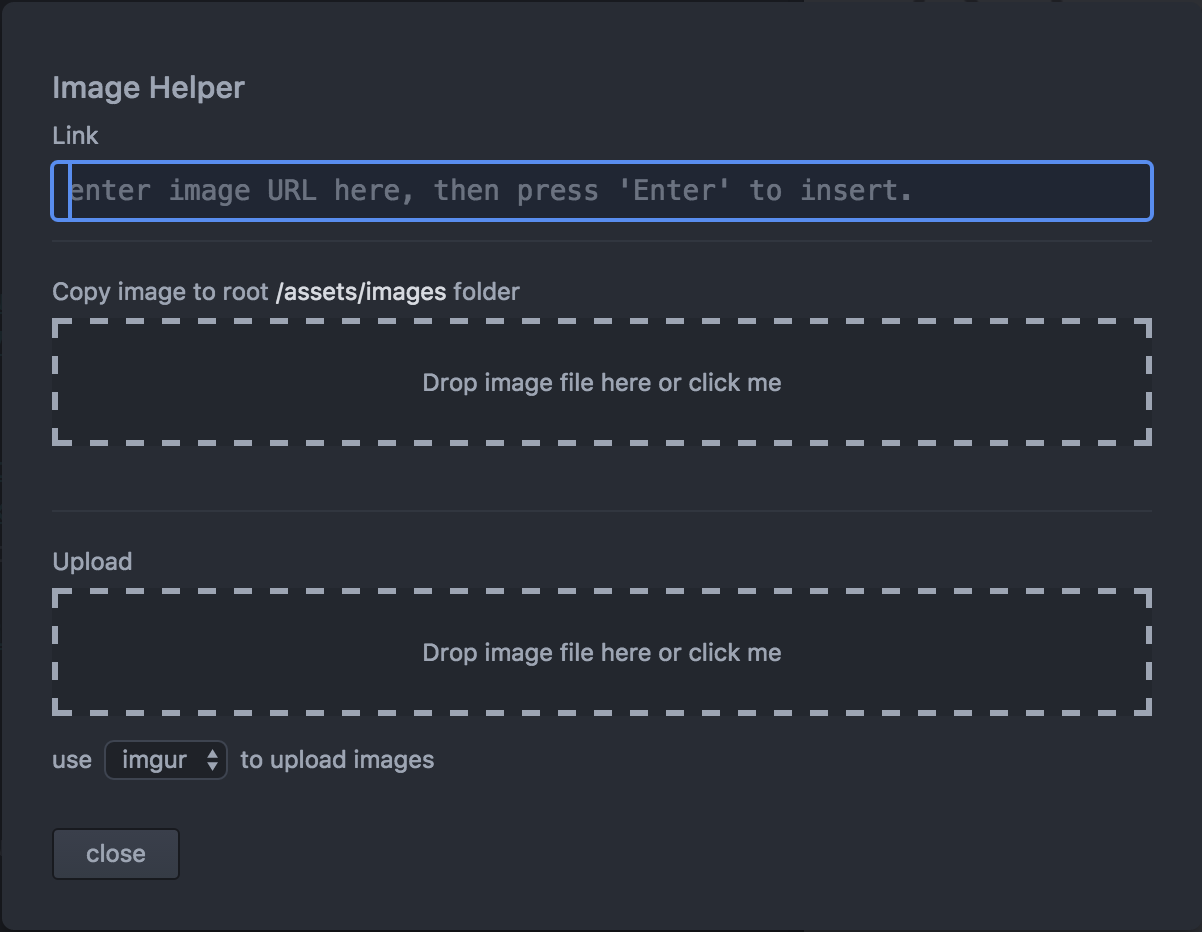 Image Helper
Link
enter image URL here, then press 'Enter' to insert.
Copy image to root /assets/images folder
Drop image file here or click me
Upload
Drop image file here or click me
use imgur to upload images
close